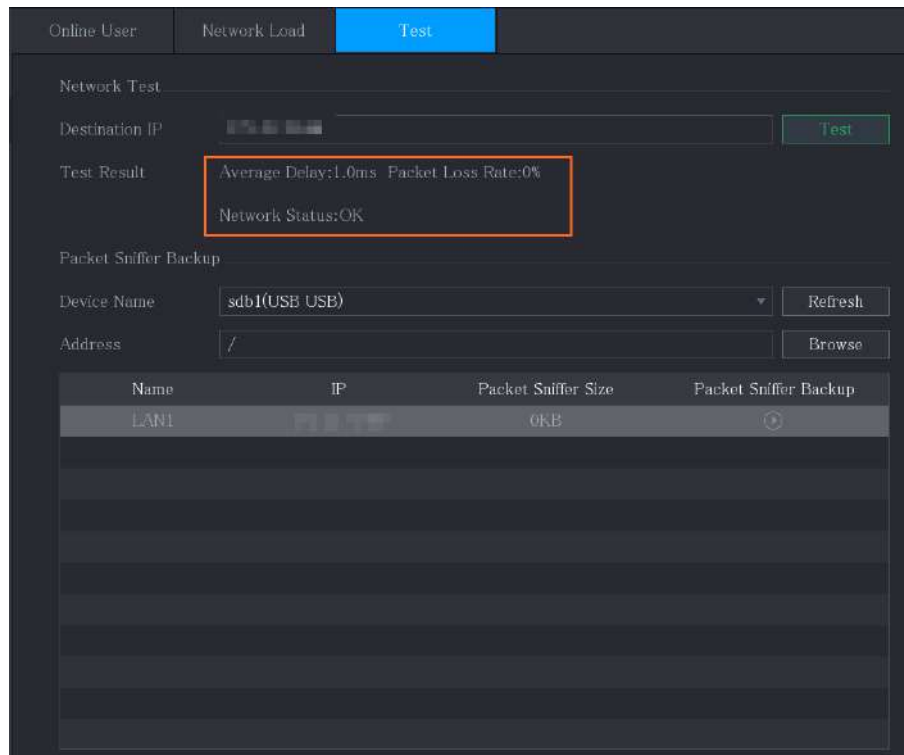 Online User Network Load Test
Network Test
Destination IP Test
Test Result Average Delay:1.0ms Packet Loss Rate:0%
Network Status:OK
Packet Sniffer Backup
Device Name sdb1(USB USB) Refresh
Address / Browse
Name IP Packet Sniffer Size Packet Sniffer Backup
LAN1 0KB